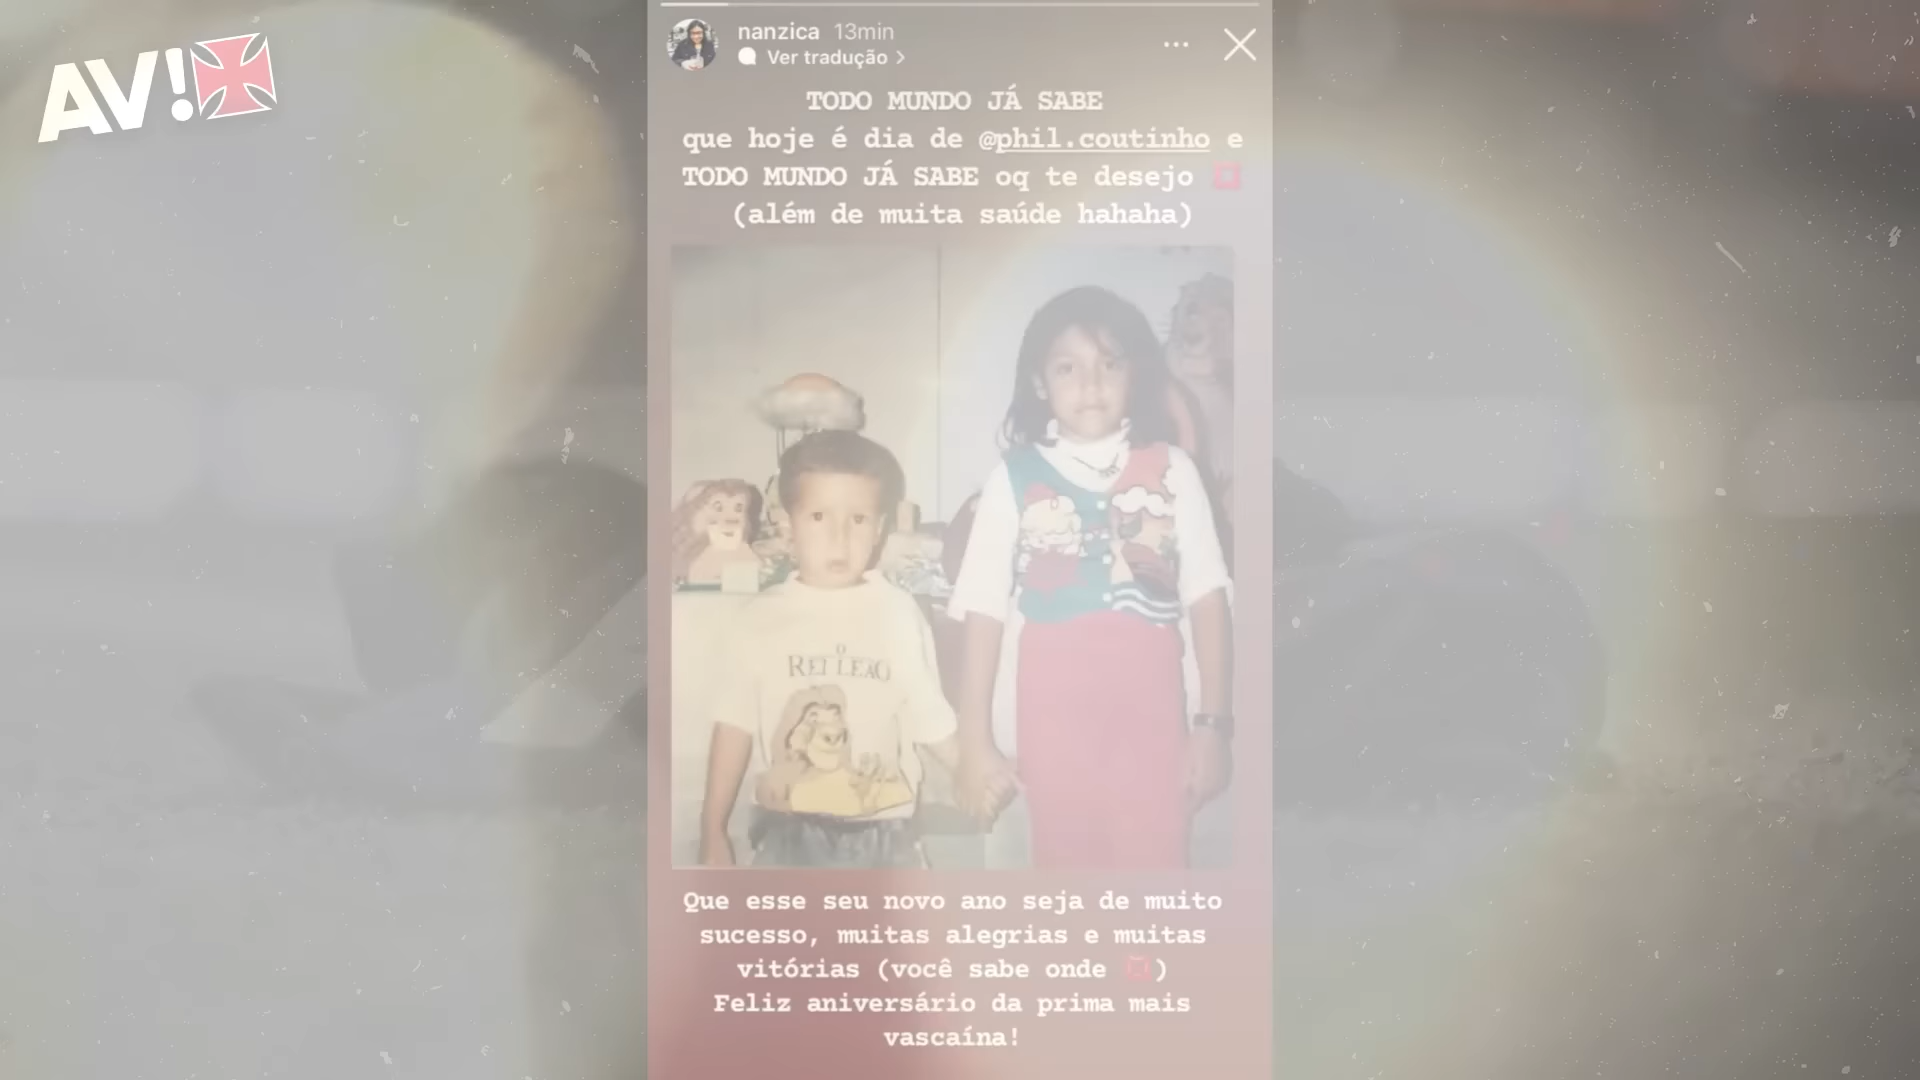 AV!
nanzica 13min
Ver tradução
TODO MUNDO JÁ SABE
que hoje é dia de @phil.coutinho e
TODO MUNDO JÁ SABE oq te desejo 💢
(além de muita saúde hahaha)
O
REI LEÃO
Que esse seu novo ano seja de muito
sucesso, muitas alegrias e muitas
vitórias (você sabe onde 💢)
Feliz aniversário da prima mais
vascaína!